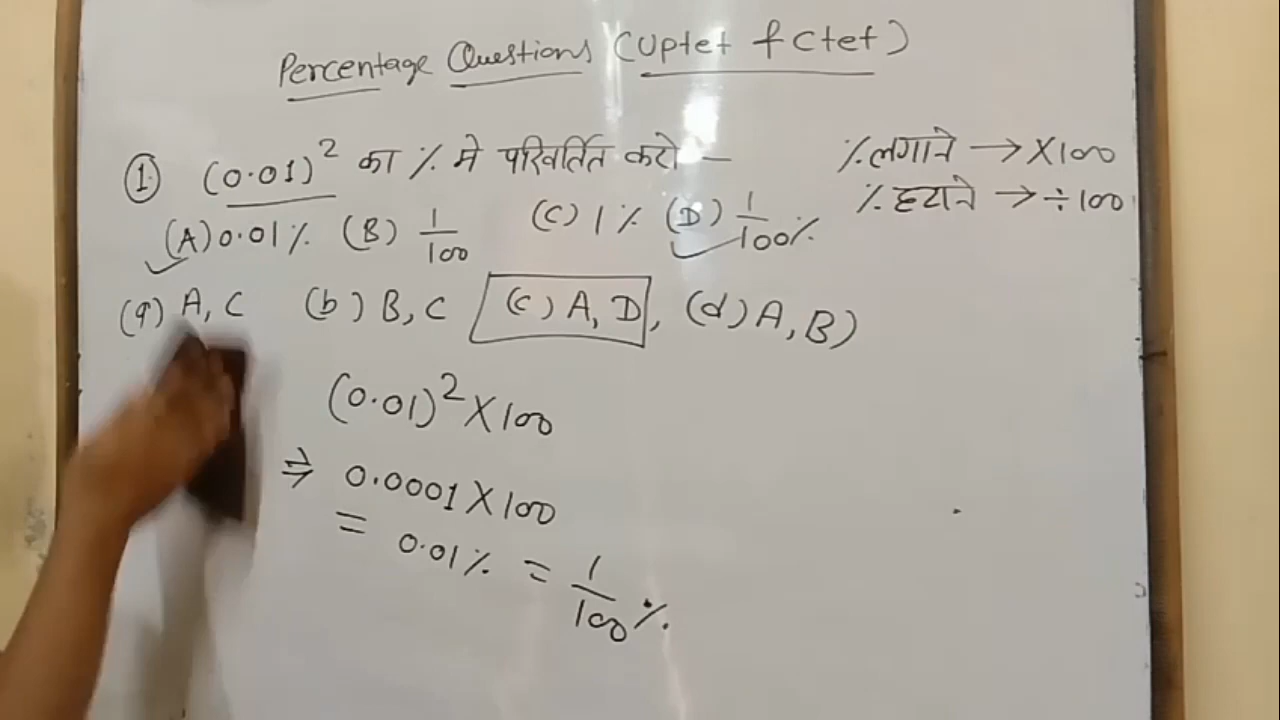 Percentage Questions (Uptet & Ctet)
① (0.01)² का % मे परिवर्तित करो –
%लगाने → X100
%हटाने → ÷100
(A) 0.01% (B) 1/100 (C) 1% (D) 1/100%
(a) A, C (b) B, C (c) A, D, (d) A, B)
(0.01)² X 100
⇒ 0.0001 X 100
= 0.01% = 1/100 %